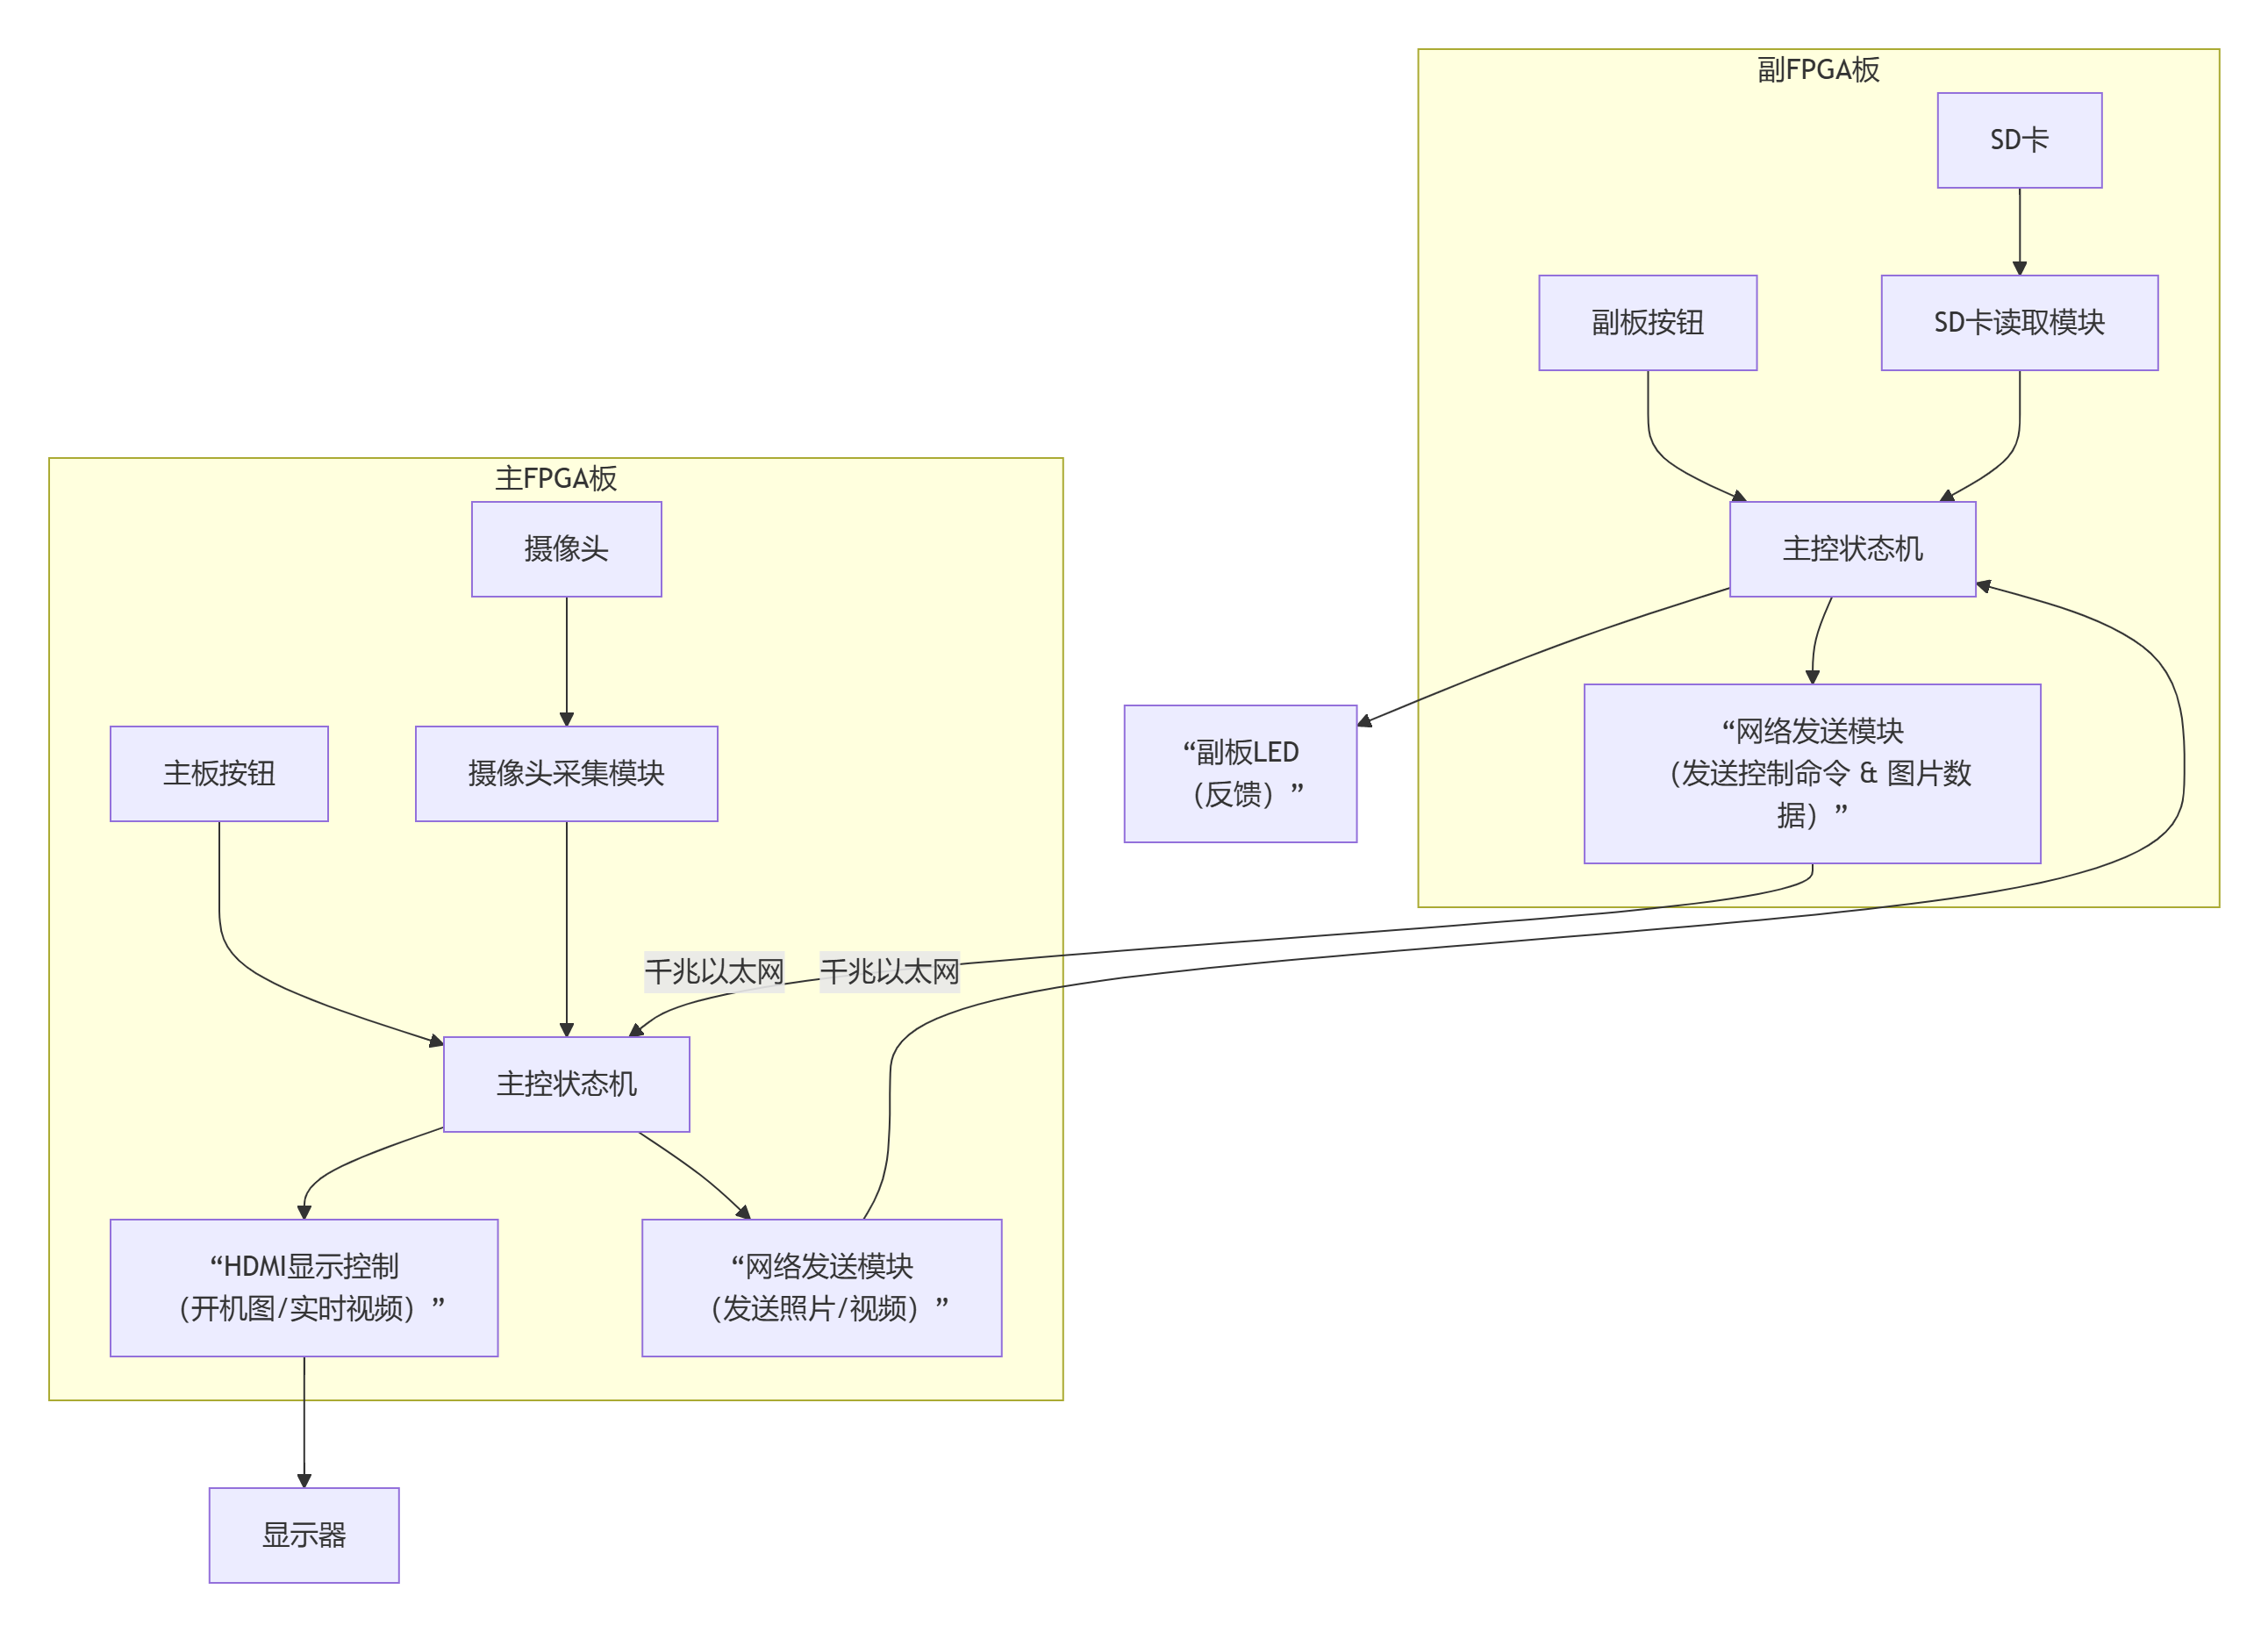 副FPGA板
SD卡
副板按钮
SD卡读取模块
主FPGA板
摄像头
主控状态机
“副板LED
（反馈）”
“网络发送模块
（发送控制命令 & 图片数
据）”
主板按钮
摄像头采集模块
千兆以太网
千兆以太网
主控状态机
“HDMI显示控制
（开机图/实时视频）”
“网络发送模块
（发送照片/视频）”
显示器